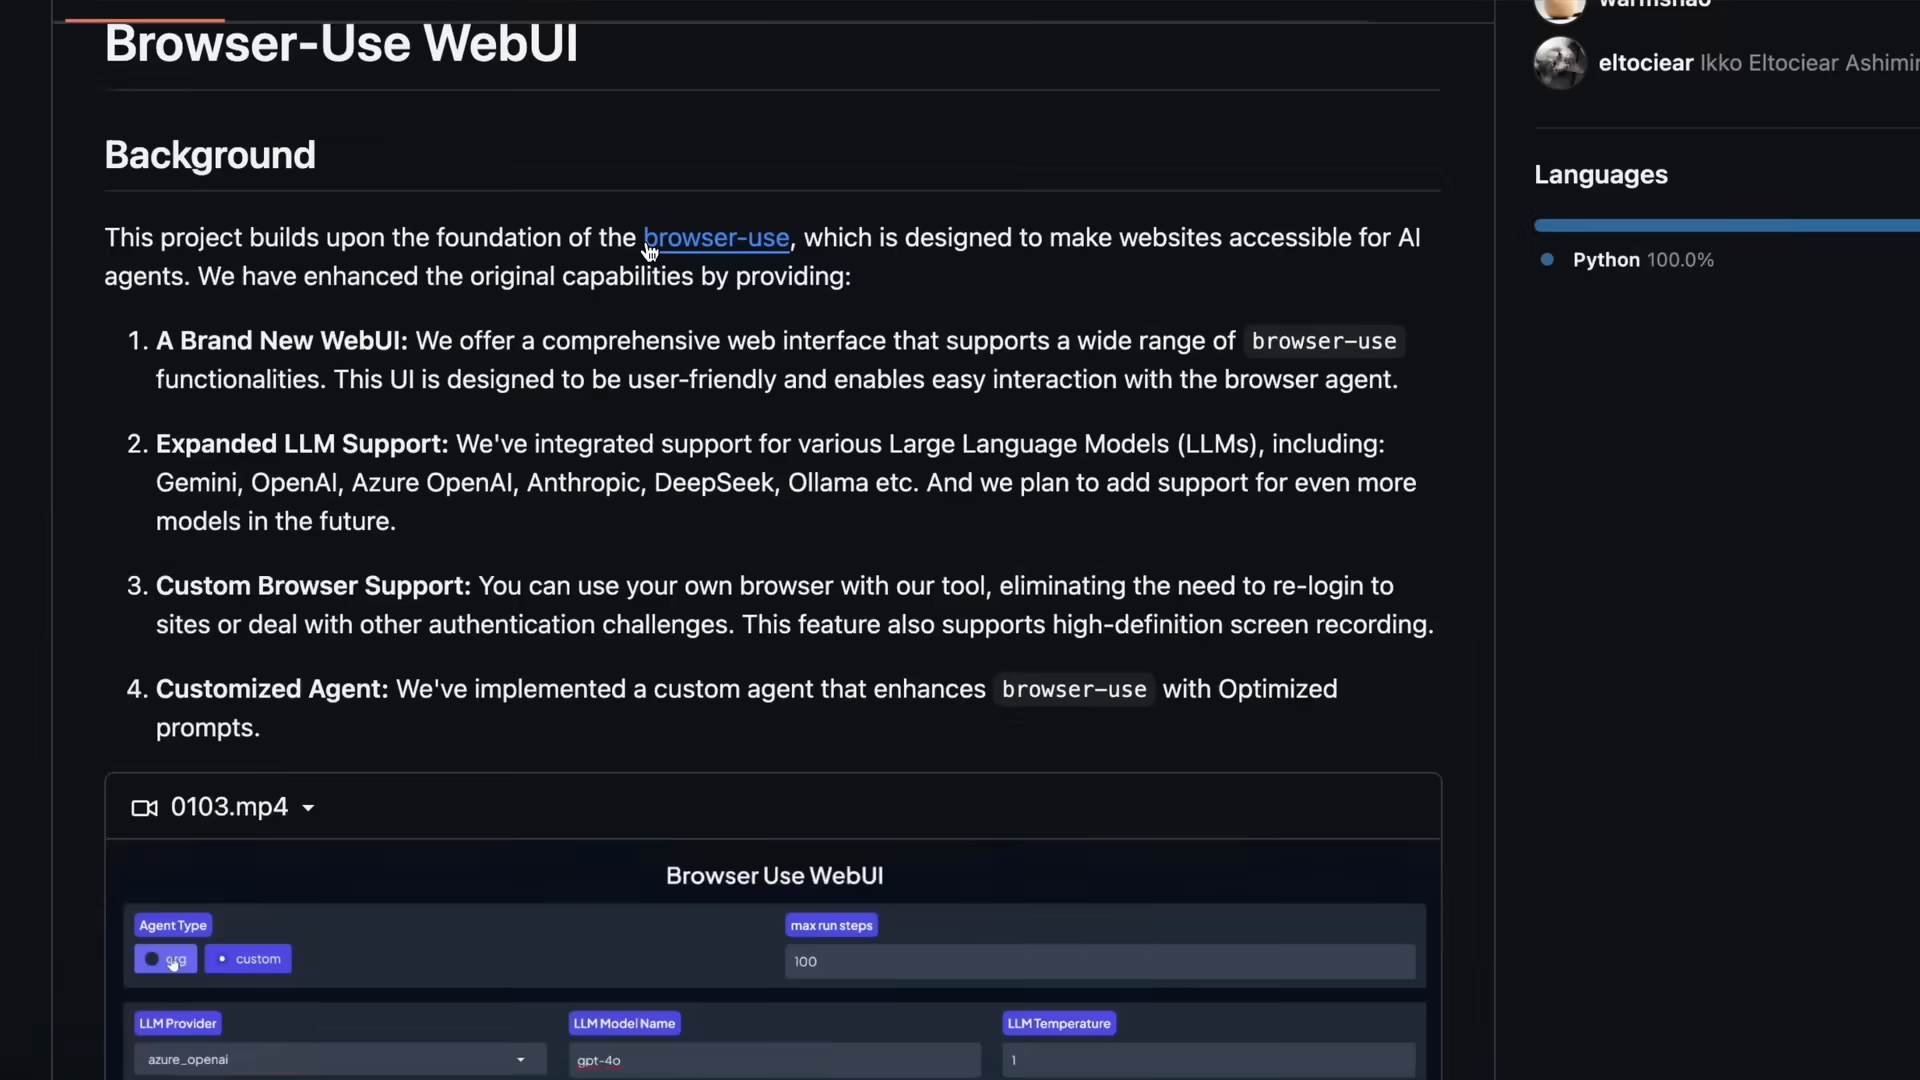 Browser-Use WebUI
eltociear Ikko Eltociear
Background
Languages
This project builds upon the foundation of the browser-use, which is designed to make websites accessible for AI
agents. We have enhanced the original capabilities by providing:
Python 100.0%
1. A Brand New WebUI: We offer a comprehensive web interface that supports a wide range of browser-use
functionalities. This UI is designed to be user-friendly and enables easy interaction with the browser agent.
2. Expanded LLM Support: We've integrated support for various Large Language Models (LLMs), including:
Gemini, OpenAI, Azure OpenAI, Anthropic, DeepSeek, Ollama etc. And we plan to add support for even more
models in the future.
3. Custom Browser Support: You can use your own browser with our tool, eliminating the need to re-login to
sites or deal with other authentication challenges. This feature also supports high-definition screen recording.
4. Customized Agent: We've implemented a custom agent that enhances browser-use with Optimized
prompts.
0103.mp4
Browser Use WebUI
Agent Type
max run steps
org
custom
100
LLM Provider
LLM Model Name
LLM Temperature
azure_openai
gpt-4o
1